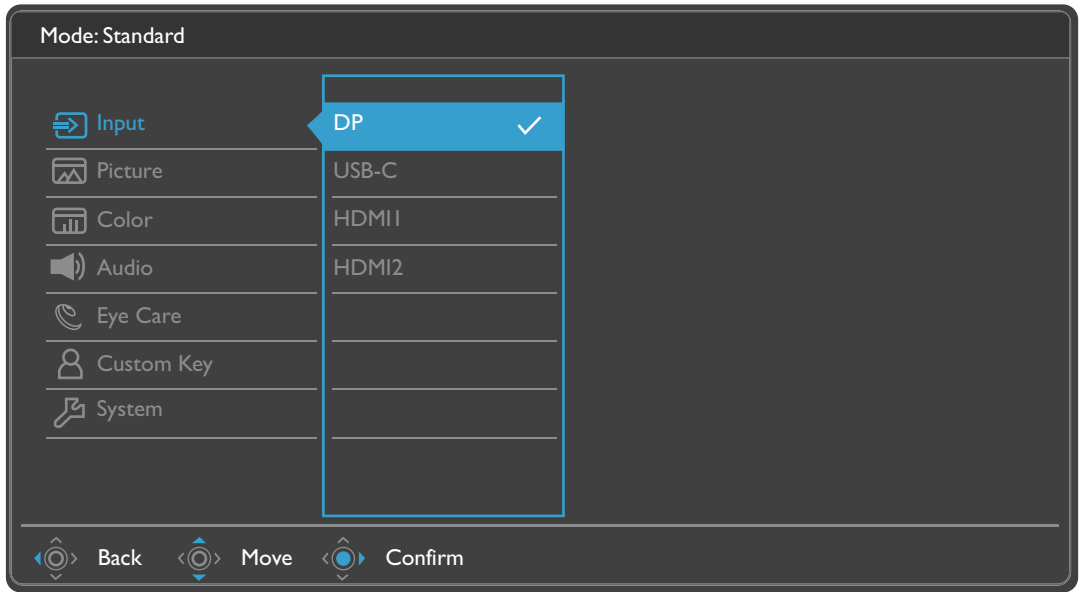 Mode: Standard
Input
DP
Picture
USB-C
Color
HDMI1
Audio
HDMI2
Eye Care
Custom Key
System
Back Move Confirm